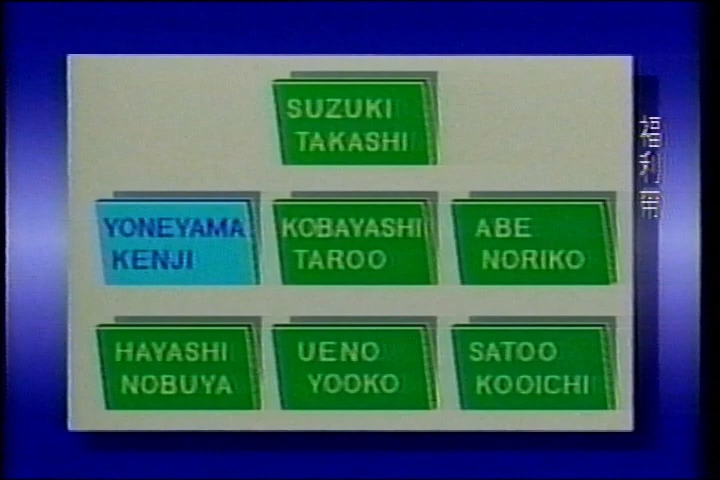 SUZUKI
TAKASHI
YONEYAMA
KENJI
KOBAYASHI
TAROO
ABE
NORIKO
HAYASHI
NOBUYA
UENO
YOOKO
SATOO
KOOICHI